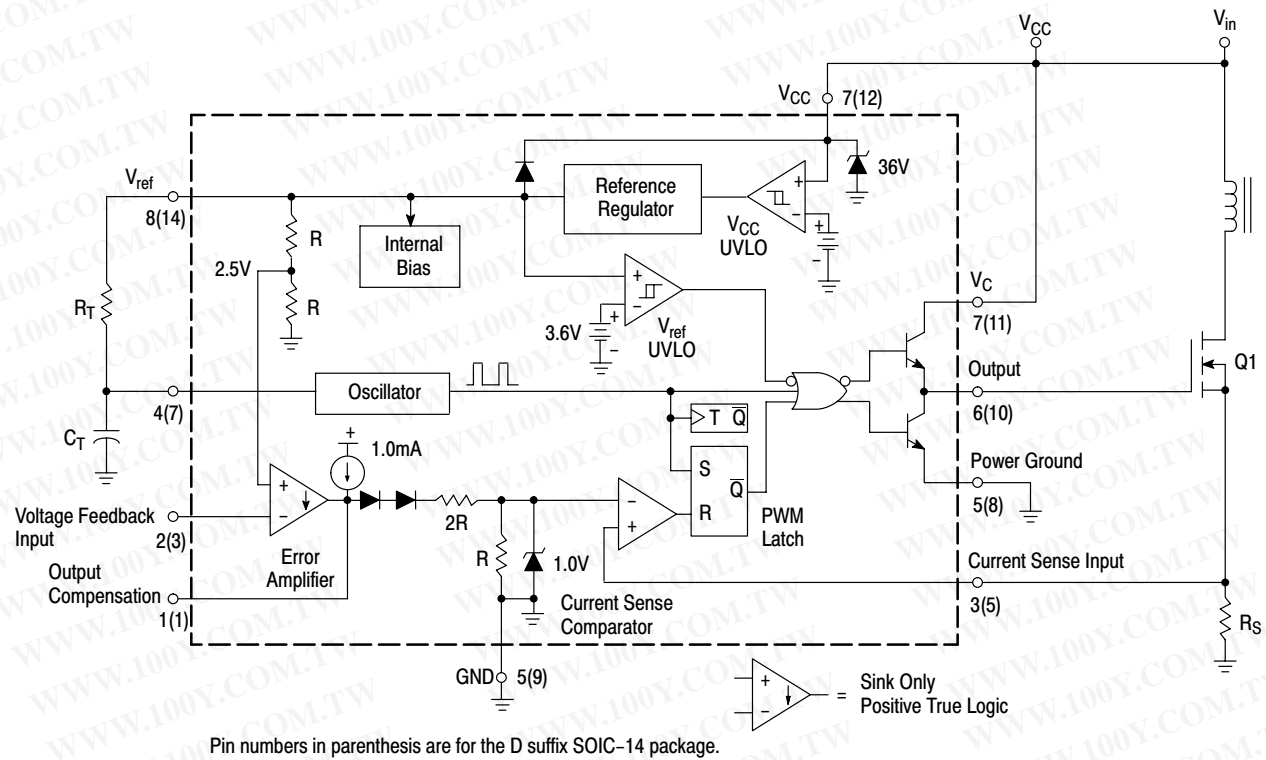 V_CC
V_in
V_CC 7(12)
36V
V_ref
8(14)
R
Internal
Bias
Reference
Regulator
+
−
V_CC
UVLO
+
−
2.5V
R
R_T
+
−
3.6V
+
−
V_ref
UVLO
V_C
7(11)
Q1
Output
6(10)
Oscillator
4(7)
T Q̅
C_T
+
1.0mA
S
Q̅
R
PWM
Latch
Power Ground
5(8)
+
−
Voltage Feedback
Input
2(3)
Error
Amplifier
2R
R
1.0V
−
+
Output
Compensation
1(1)
Current Sense
Comparator
Current Sense Input
3(5)
R_S
GND 5(9)
+
−
=
Sink Only
Positive True Logic
Pin numbers in parenthesis are for the D suffix SOIC−14 package.
WWW.100Y.COM.TW